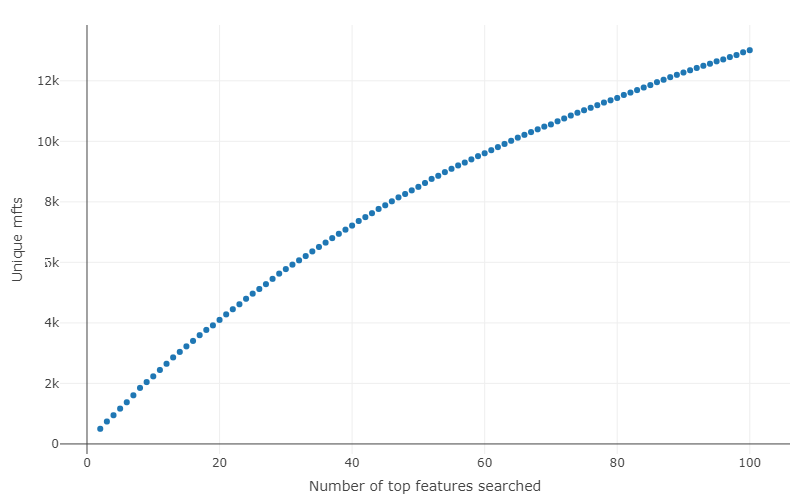 12k
10k
8k
5k
4k
2k
0
0 20 40 60 80 100
Unique mfts
Number of top features searched